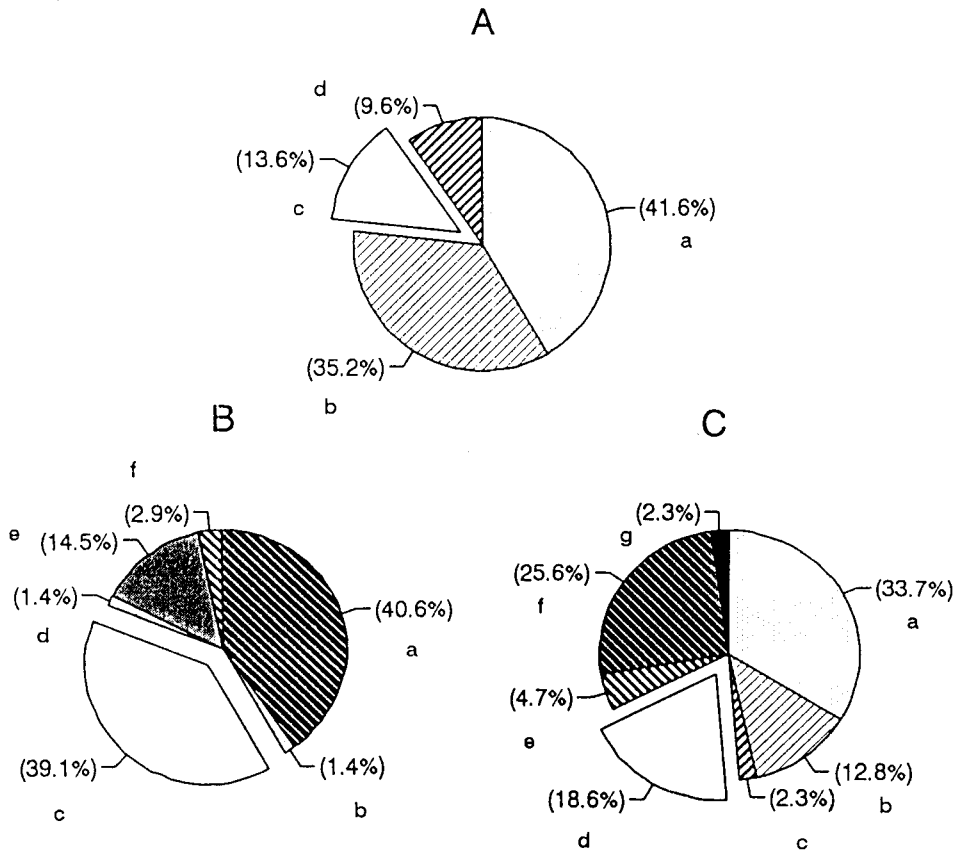 A
d
(9.6%)
(13.6%)
c
(41.6%)
a
(35.2%)
b
B
f
(2.9%)
e
(14.5%)
(1.4%)
d
(40.6%)
a
(39.1%)
c
(1.4%)
b
C
(2.3%)
g
(25.6%)
f
(33.7%)
a
(4.7%)
e
(12.8%)
b
(18.6%)
d
(2.3%)
c